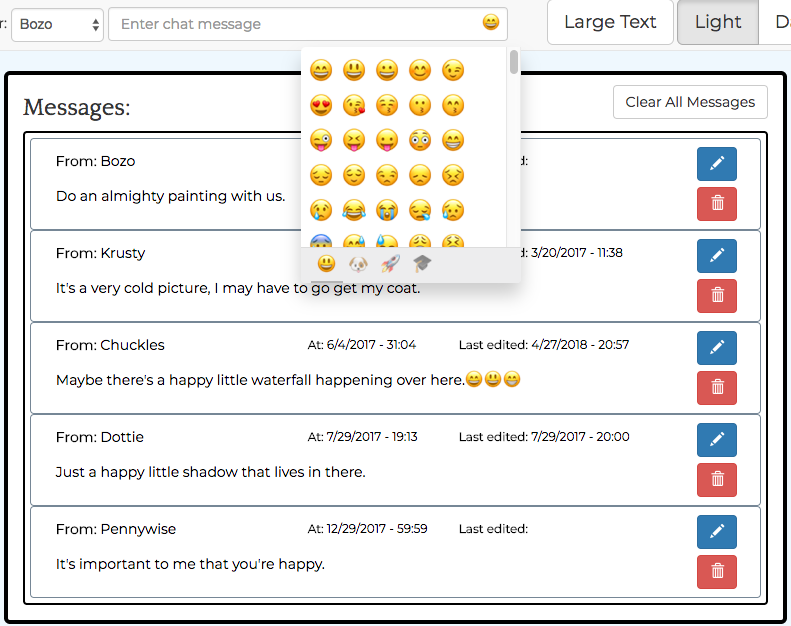 r: Bozo Enter chat message 😄 Large Text Light Da
Messages: Clear All Messages
From: Bozo d:
Do an almighty painting with us.
From: Krusty d: 3/20/2017 - 11:38
It's a very cold picture, I may have to go get my coat.
From: Chuckles At: 6/4/2017 - 31:04 Last edited: 4/27/2018 - 20:57
Maybe there's a happy little waterfall happening over here.😄😃😁
From: Dottie At: 7/29/2017 - 19:13 Last edited: 7/29/2017 - 20:00
Just a happy little shadow that lives in there.
From: Pennywise At: 12/29/2017 - 59:59 Last edited:
It's important to me that you're happy.